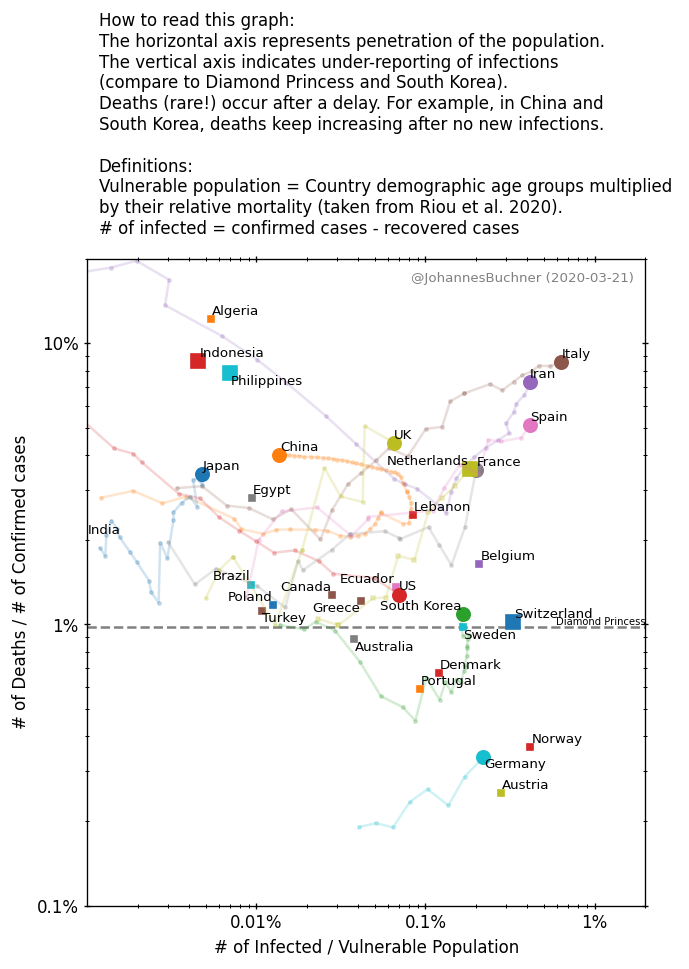 How to read this graph:
The horizontal axis represents penetration of the population.
The vertical axis indicates under-reporting of infections
(compare to Diamond Princess and South Korea).
Deaths (rare!) occur after a delay. For example, in China and
South Korea, deaths keep increasing after no new infections.
Definitions:
Vulnerable population = Country demographic age groups multiplied
by their relative mortality (taken from Riou et al. 2020).
# of infected = confirmed cases - recovered cases
@JohannesBuchner (2020-03-21)
Algeria
10%
Indonesia
Italy
Philippines
Iran
Spain
UK
China
Netherlands
France
Japan
Egypt
Lebanon
India
Belgium
Brazil
Ecuador
Canada
US
Poland
Greece
South Korea
Turkey
Switzerland
1%
Diamond Princess
Sweden
Australia
Denmark
Portugal
Norway
Germany
Austria
0.1%
0.01%
0.1%
1%
# of Deaths / # of Confirmed cases
# of Infected / Vulnerable Population